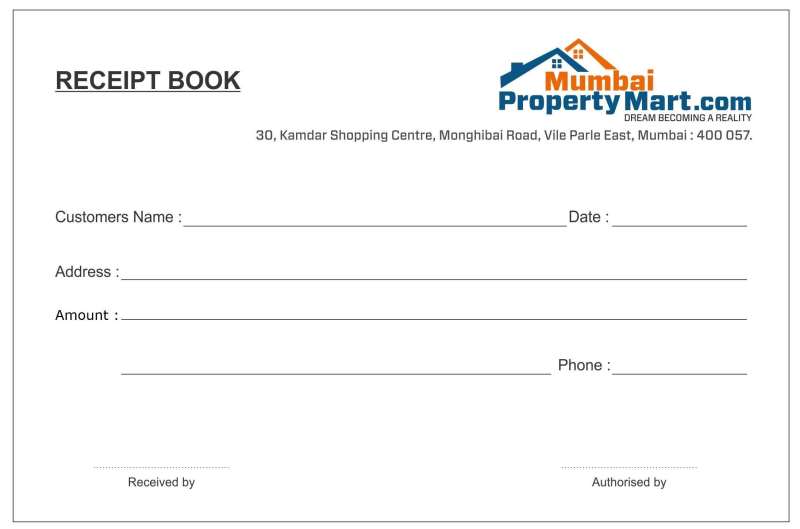 RECEIPT BOOK
Mumbai
PropertyMart.com
DREAM BECOMING A REALITY
30, Kamdar Shopping Centre, Monghibai Road, Vile Parle East, Mumbai : 400 057.
Customers Name : Date :
Address :
Amount :
Phone :
Received by Authorised by